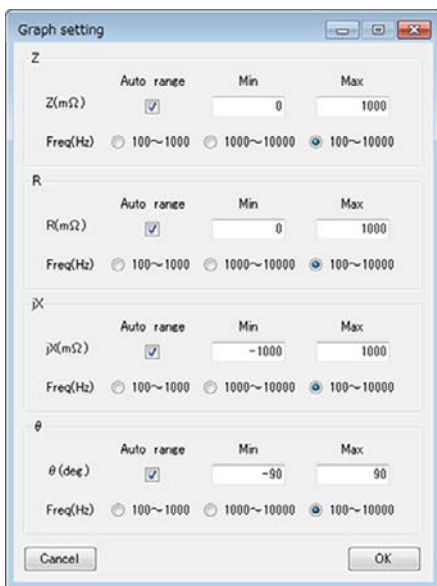 Graph setting
Z
Auto range Min Max
Z(mΩ) 0 1000
Freq(Hz) 100～1000 1000～10000 100～10000
R
Auto range Min Max
R(mΩ) 0 1000
Freq(Hz) 100～1000 1000～10000 100～10000
jX
Auto range Min Max
jX(mΩ) -1000 1000
Freq(Hz) 100～1000 1000～10000 100～10000
θ
Auto range Min Max
θ(deg) -90 90
Freq(Hz) 100～1000 1000～10000 100～10000
Cancel OK